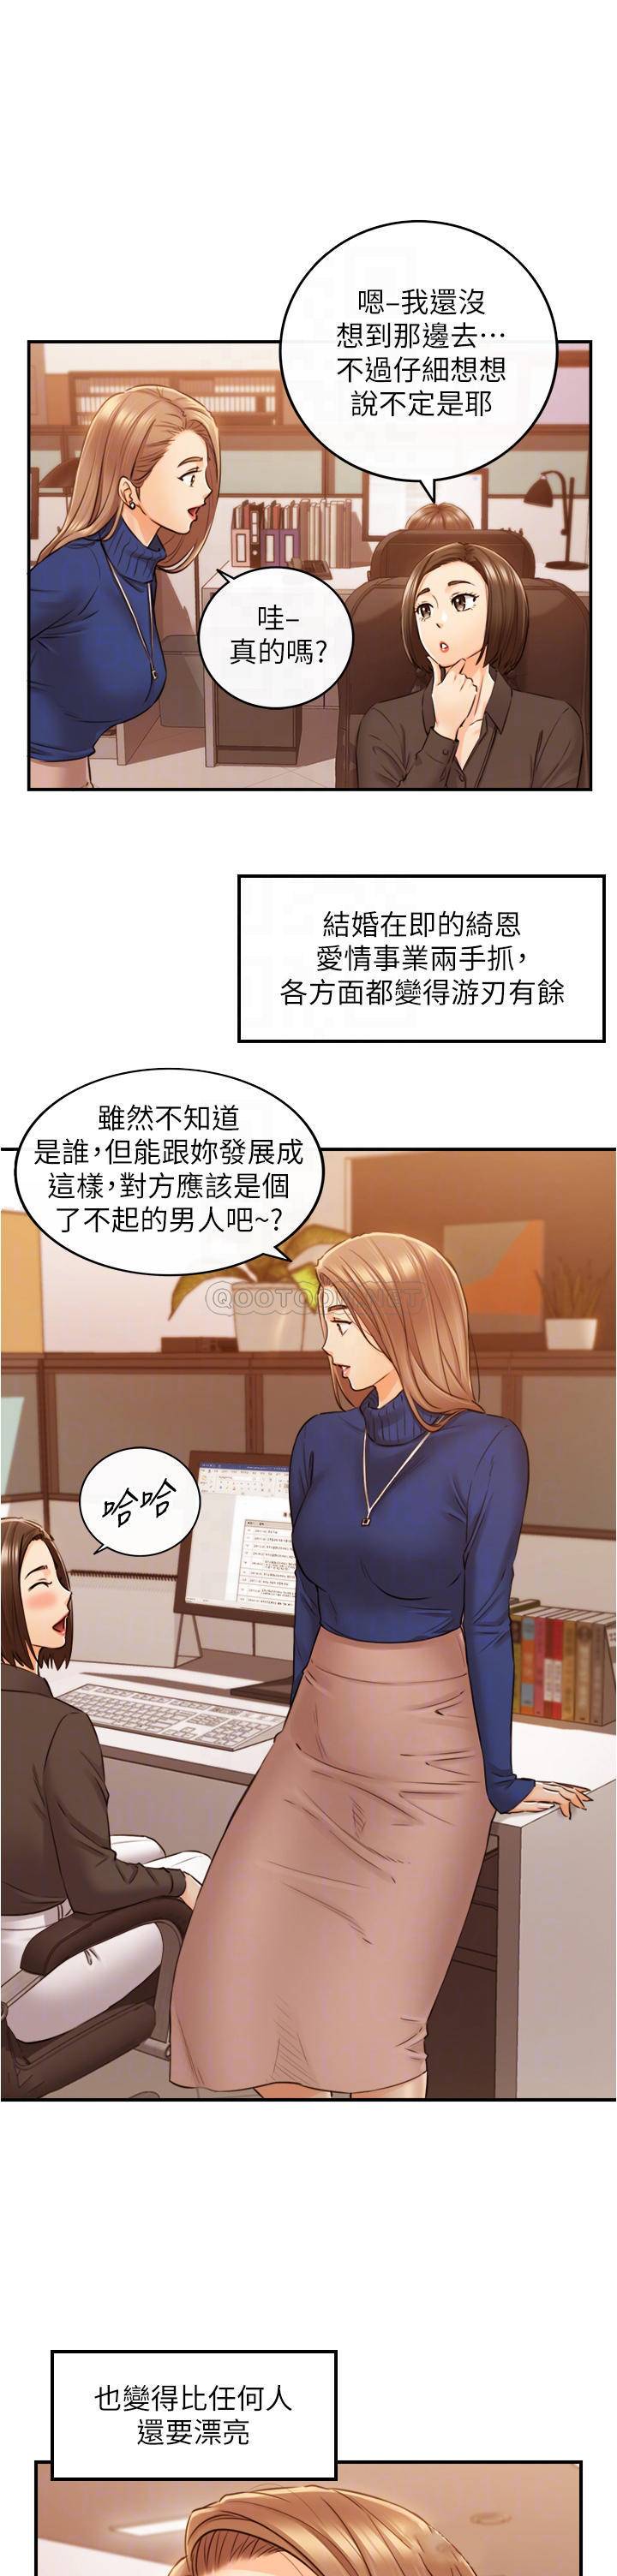 嗯–我還沒
想到那邊去⋯
不過仔細想想
說不定是耶
哇–
真的嗎?
結婚在即的綺恩
愛情事業兩手抓，
各方面都變得游刃有餘
雖然不知道
是誰，但能跟妳發展成
這樣，對方應該是個
了不起的男人吧~?
哈哈
也變得比任何人
還要漂亮